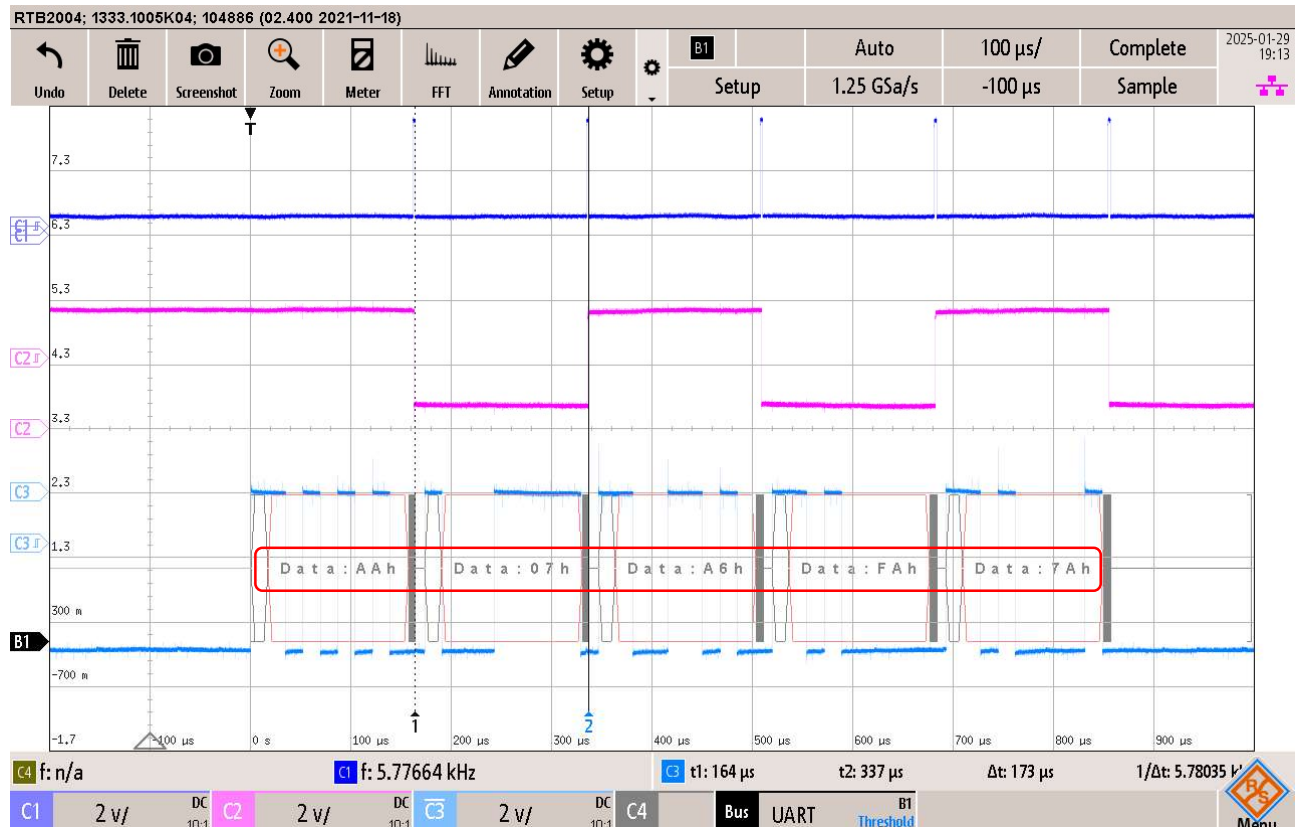 RTB2004; 1333.1005K04; 104886 (02.400 2021-11-18)
Undo Delete Screenshot Zoom Meter FFT Annotation Setup
B1 Auto 100 µs/ Complete 2025-01-29
Setup 1.25 GSa/s -100 µs Sample 19:13
T
7.3
C1
C1 6.3
5.3
C2 4.3
C2 3.3
C3 2.3
C3 1.3
Data:AAh Data:07h Data:A6h Data:FAh Data:7Ah
300 m
B1
-700 m
1 2
-1.7 -100 µs 0 s 100 µs 200 µs 300 µs 400 µs 500 µs 600 µs 700 µs 800 µs 900 µs
C4 f: n/a C1 f: 5.77664 kHz C3 t1: 164 µs t2: 337 µs Δt: 173 µs 1/Δt: 5.78035
C1 2 V/ DC 10:1 C2 2 V/ DC 10:1 C3 2 V/ DC 10:1 C4 Bus UART B1 Threshold Menu
R&S